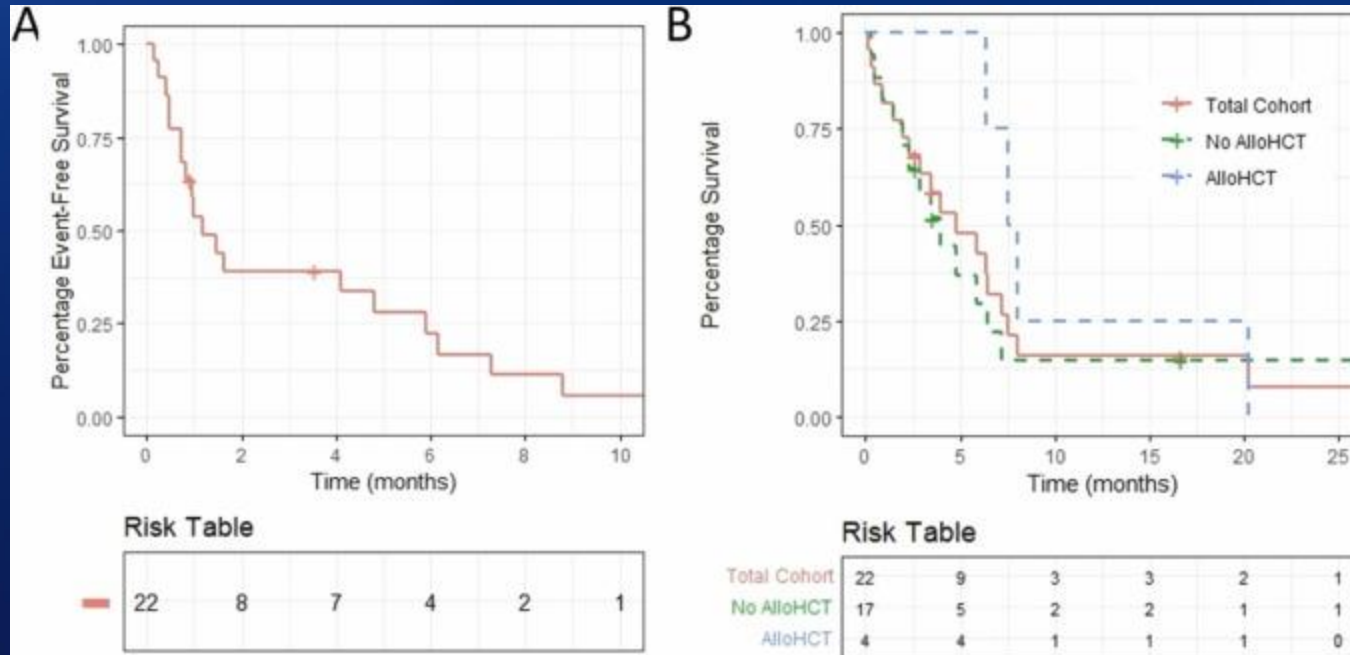 A
Percentage Event-Free Survival
1.00
0.75
0.50
0.25
0.00
0 2 4 6 8 10
Time (months)
Risk Table
22 8 7 4 2 1
B
Percentage Survival
1.00
0.75
0.50
0.25
0.00
Total Cohort
No AlloHCT
AlloHCT
0 5 10 15 20 25
Time (months)
Risk Table
Total Cohort 22 9 3 3 2 1
No AlloHCT 17 5 2 2 1 1
AlloHCT 4 4 1 1 1 0